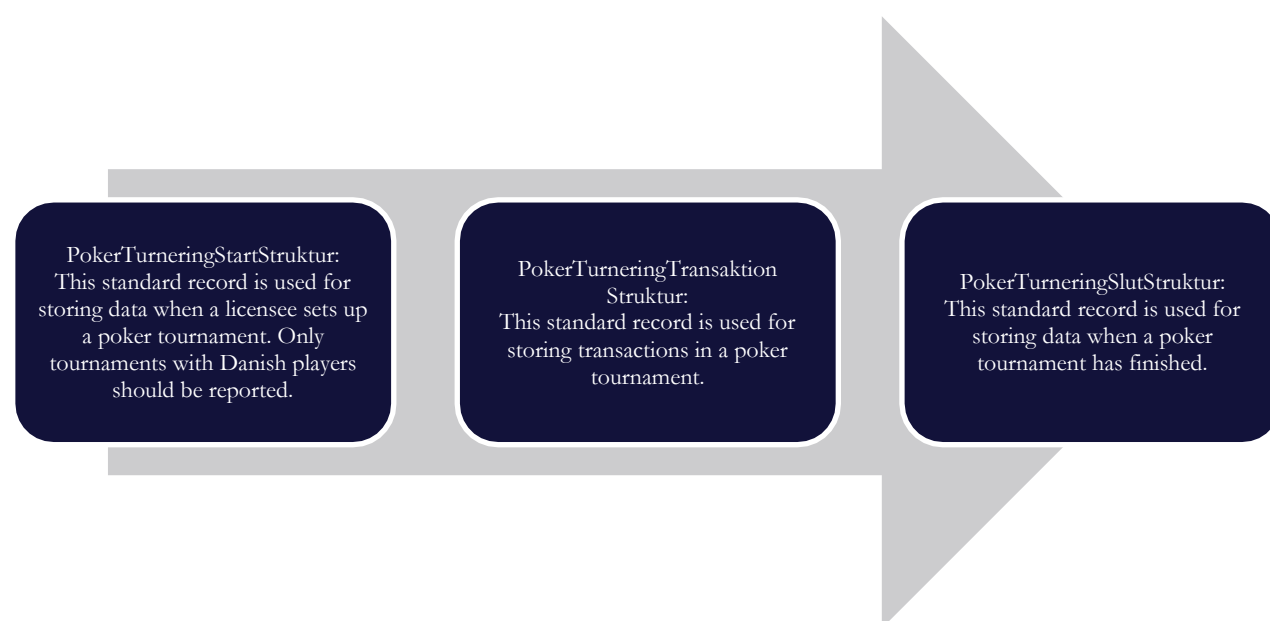 PokerTurneringStartStruktur:
This standard record is used for
storing data when a licensee sets up
a poker tournament. Only
tournaments with Danish players
should be reported.
PokerTurneringTransaktion
Struktur:
This standard record is used for
storing transactions in a poker
tournament.
PokerTurneringSlutStruktur:
This standard record is used for
storing data when a poker
tournament has finished.